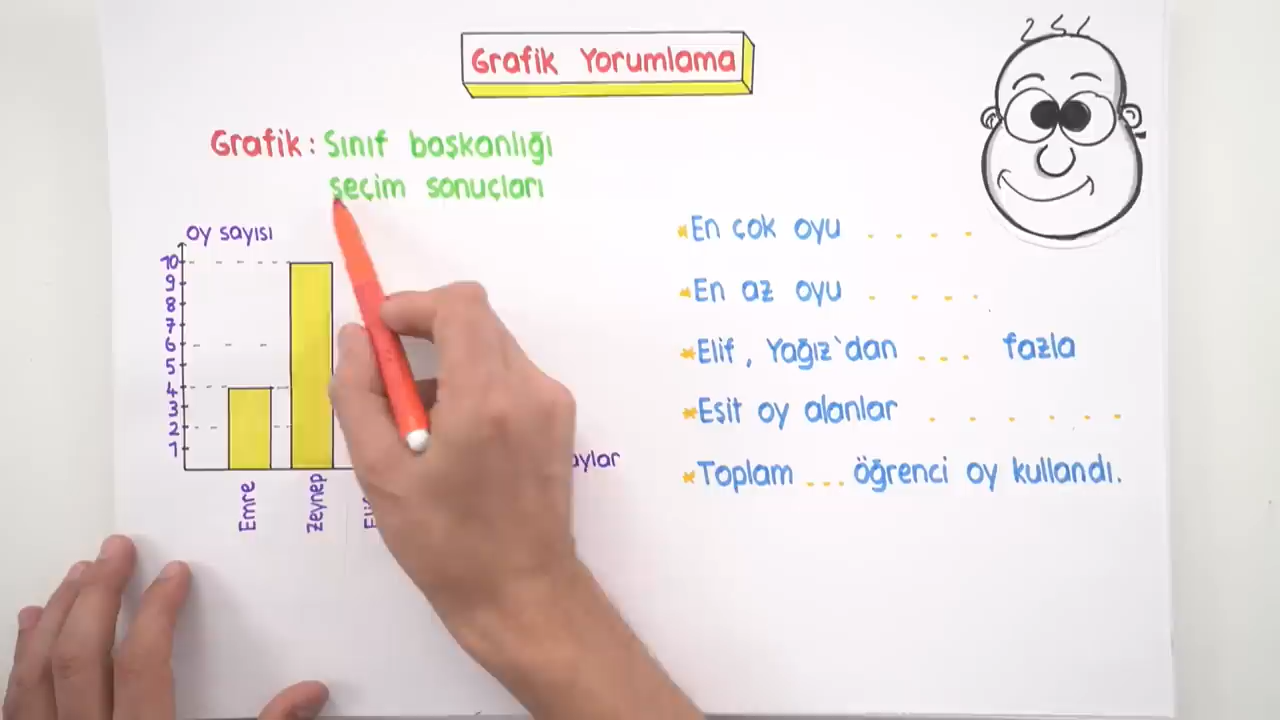 Grafik Yorumlama
Grafik: Sınıf başkanlığı
seçim sonuçları
oy sayısı
10
9
8
7
6
5
4
3
2
1
Emre
Zeynep
*En çok oyu . . . .
*En az oyu . . . .
*Elif, Yağız'dan ... fazla
*Eşit oy alanlar . . . . . .
*Toplam ... öğrenci oy kullandı.